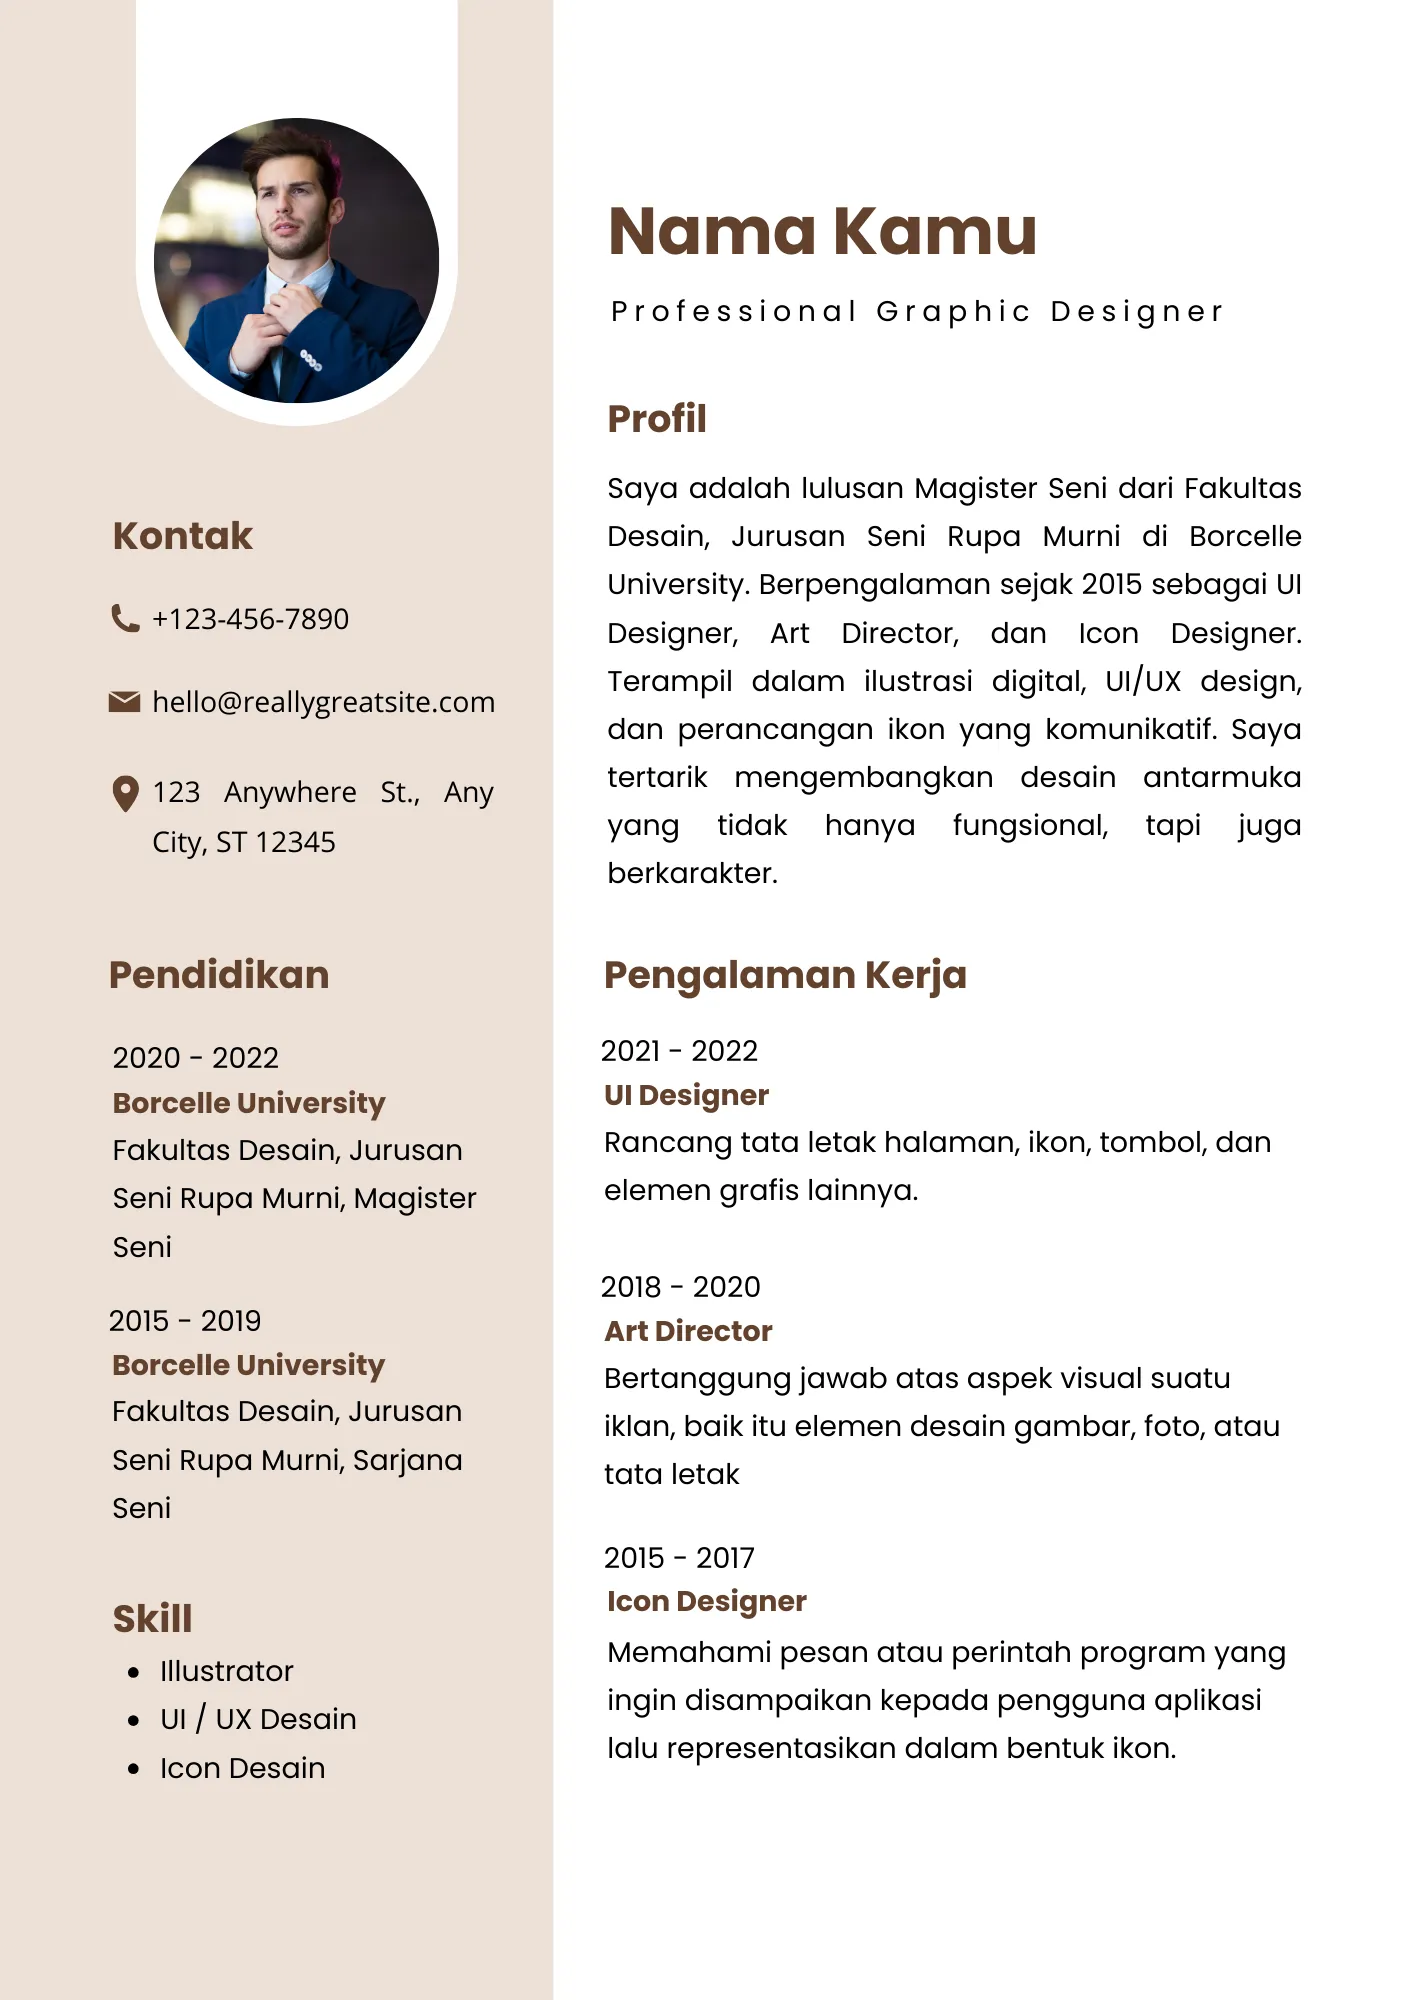 Nama Kamu
Professional Graphic Designer
Profil
Saya adalah lulusan Magister Seni dari Fakultas
Desain, Jurusan Seni Rupa Murni di Borcelle
University. Berpengalaman sejak 2015 sebagai UI
Designer, Art Director, dan Icon Designer.
Terampil dalam ilustrasi digital, UI/UX design,
dan perancangan ikon yang komunikatif. Saya
tertarik mengembangkan desain antarmuka
yang tidak hanya fungsional, tapi juga
berkarakter.
Kontak
+123-456-7890
hello@reallygreatsite.com
123 Anywhere St., Any
City, ST 12345
Pendidikan
2020 - 2022
Borcelle University
Fakultas Desain, Jurusan
Seni Rupa Murni, Magister
Seni
2015 - 2019
Borcelle University
Fakultas Desain, Jurusan
Seni Rupa Murni, Sarjana
Seni
Skill
• Illustrator
• UI / UX Desain
• Icon Desain
Pengalaman Kerja
2021 - 2022
UI Designer
Rancang tata letak halaman, ikon, tombol, dan
elemen grafis lainnya.
2018 - 2020
Art Director
Bertanggung jawab atas aspek visual suatu
iklan, baik itu elemen desain gambar, foto, atau
tata letak
2015 - 2017
Icon Designer
Memahami pesan atau perintah program yang
ingin disampaikan kepada pengguna aplikasi
lalu representasikan dalam bentuk ikon.